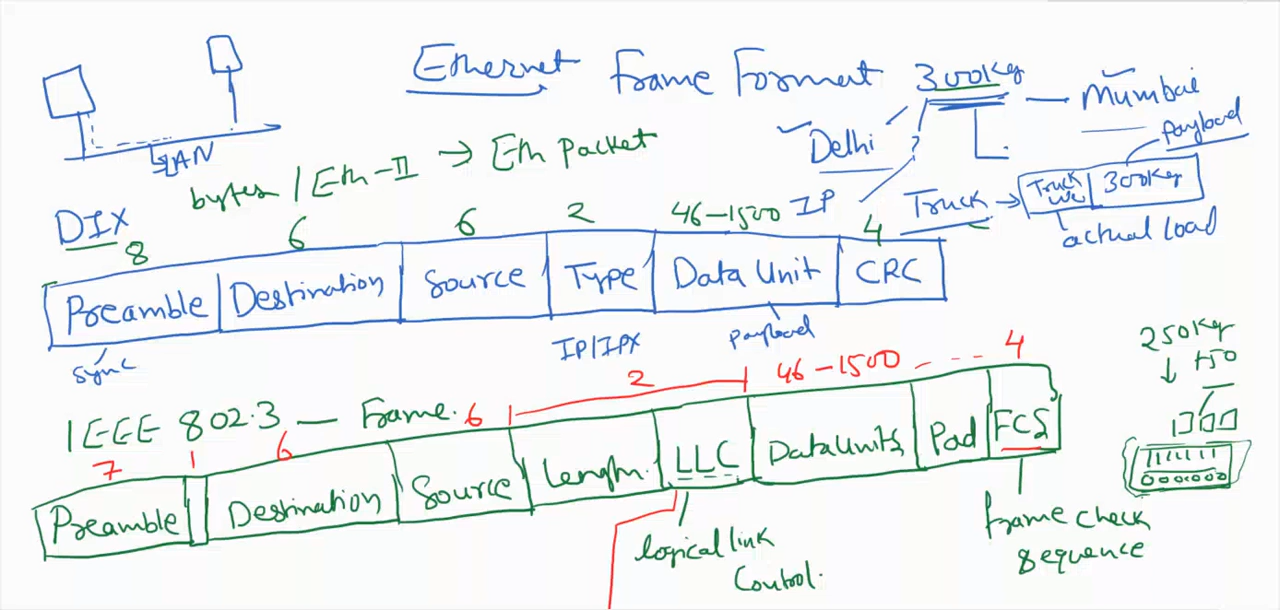 Ethernet Frame Format
300Kg
Mumbai
Delhi
?
payload
LAN
bytes / Eth-II → Eth Packet
IP
Truck →
Truck 300Kg
actual load
DIX
8 6 6 2 46-1500 4
Preamble Destination Source Type Data Unit CRC
sync
IP/IPX
payload
250Kg
+50
IEEE 802.3 — Frame.
7 1 6 6 2 46-1500 ---- 4
Preamble Destination Source Length LLC DataUnits Pad FCS
logical link
Control.
frame check
sequence